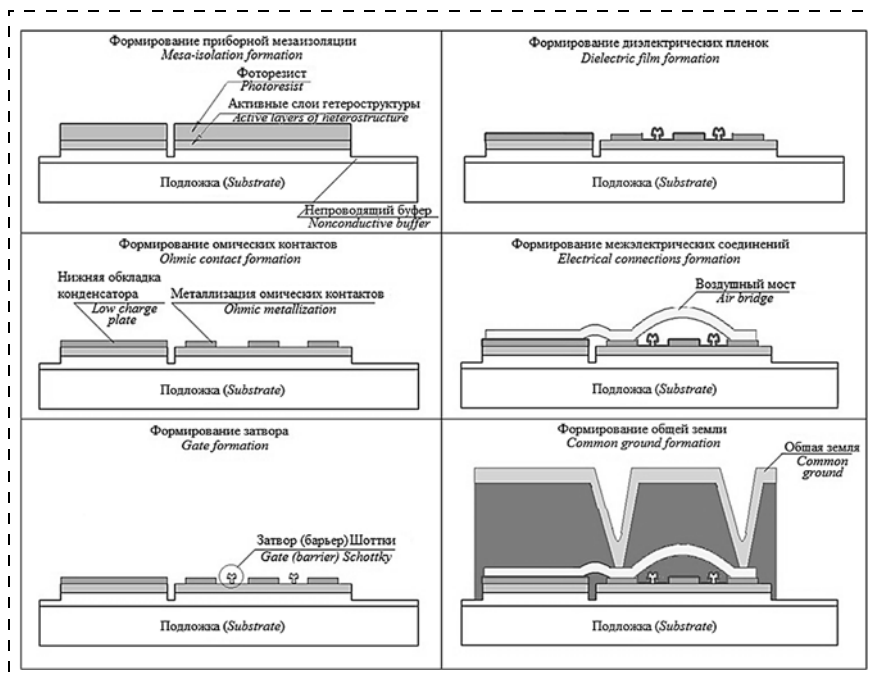 Формирование приборной мезаизоляции
Mesa-isolation formation
Фоторезист
Photoresist
Активные слои гетероструктуры
Active layers of heterostructure
Подложка (Substrate)
Непроводящий буфер
Nonconductive buffer
Формирование диэлектрических пленок
Dielectric film formation
Подложка (Substrate)
Формирование омических контактов
Ohmic contact formation
Нижняя обкладка
конденсатора
Low charge
plate
Металлизация омических контактов
Ohmic metallization
Подложка (Substrate)
Формирование межэлектрических соединений
Electrical connections formation
Воздушный мост
Air bridge
Подложка (Substrate)
Формирование затвора
Gate formation
Затвор (барьер) Шоттки
Gate (barrier) Schottky
Подложка (Substrate)
Формирование общей земли
Common ground formation
Общая земля
Common
ground
Подложка (Substrate)